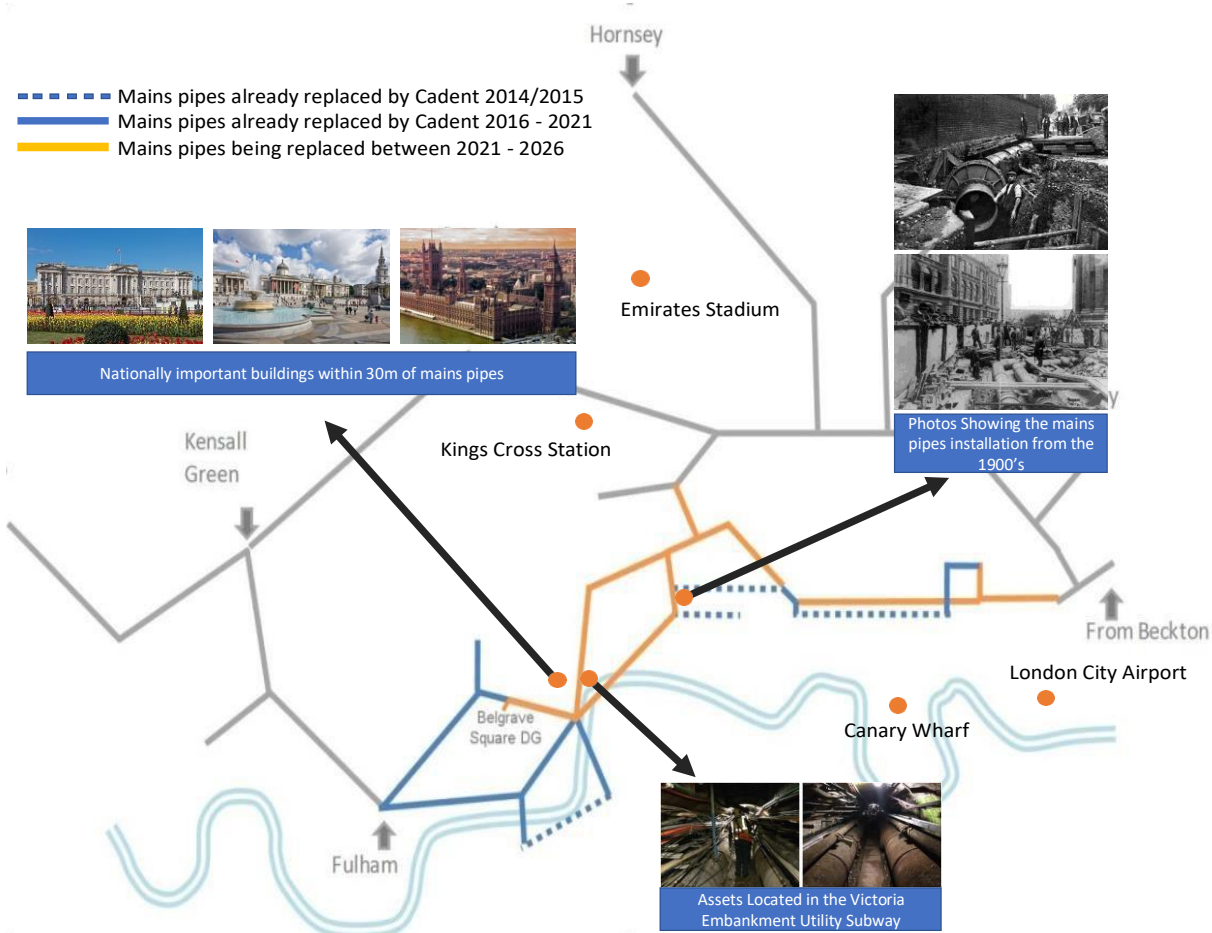 Hornsey
Mains pipes already replaced by Cadent 2014/2015
Mains pipes already replaced by Cadent 2016 - 2021
Mains pipes being replaced between 2021 - 2026
Emirates Stadium
Nationally important buildings within 30m of mains pipes
Photos Showing the mains
pipes installation from the
1900's
Kings Cross Station
Kensall
Green
From Beckton
London City Airport
Belgrave
Square DG
Canary Wharf
Fulham
Assets Located in the Victoria
Embankment Utility Subway